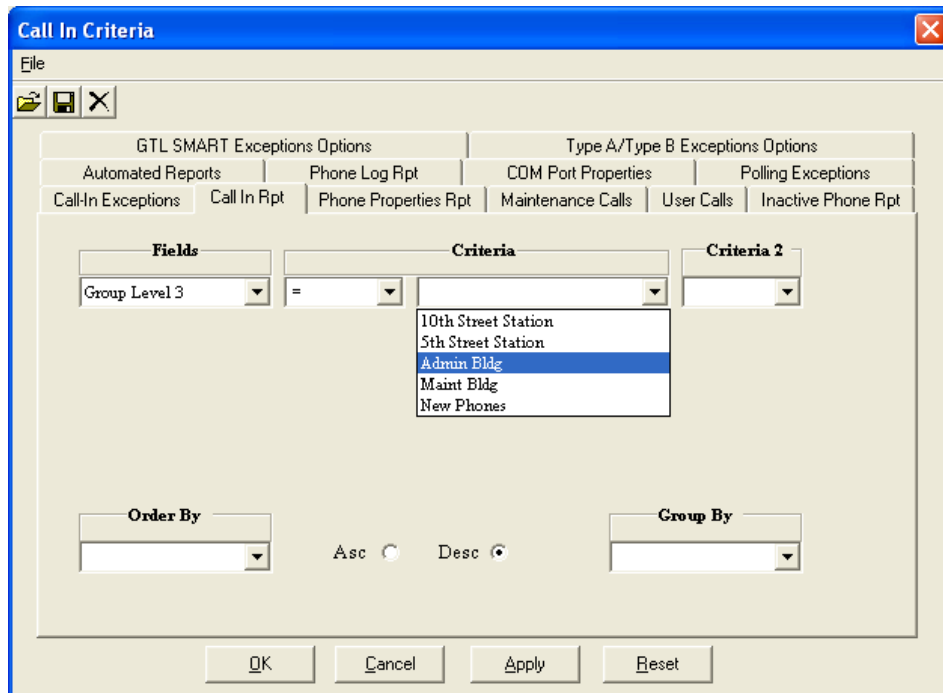 Call In Criteria
File
GTL SMART Exceptions Options Type A/Type B Exceptions Options
Automated Reports Phone Log Rpt COM Port Properties Polling Exceptions
Call-In Exceptions Call In Rpt Phone Properties Rpt Maintenance Calls User Calls Inactive Phone Rpt
Fields Criteria Criteria 2
Group Level 3 =
10th Street Station
5th Street Station
Admin Bldg
Maint Bldg
New Phones
Order By Group By
Asc Desc
OK Cancel Apply Reset